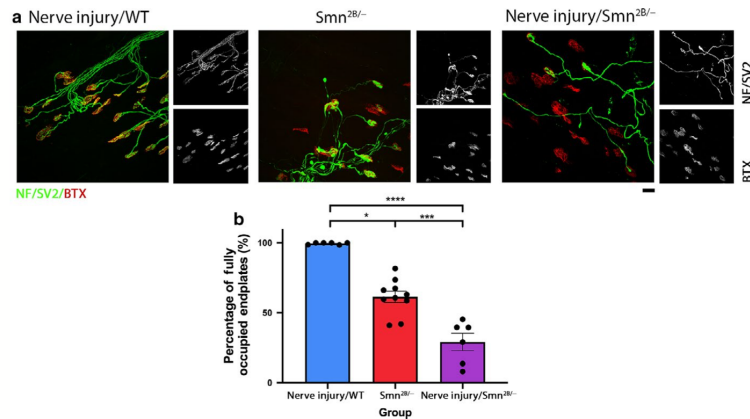 a
Nerve injury/WT
Smn2B/–
Nerve injury/Smn2B/–
NF/SV2
BTX
NF/SV2/BTX
b
****
*
***
Percentage of fully
occupied endplates (%)
100
50
0
Nerve injury/WT
Smn2B/–
Nerve injury/Smn2B/–
Group